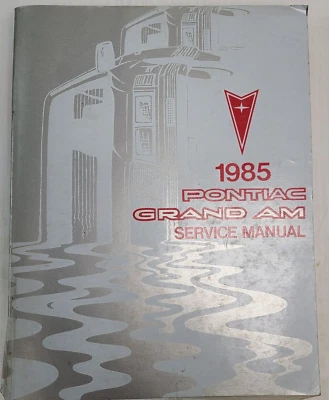 1985
PONTIAC
GRAND AM
SERVICE MANUAL